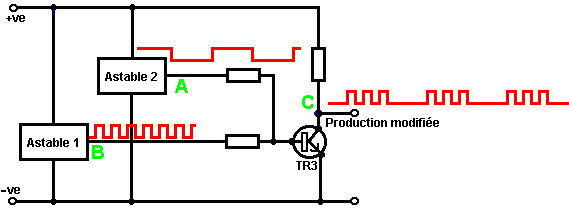 +ve
Astable 2
A
C
Production modifiée
Astable 1
B
TR3
-ve